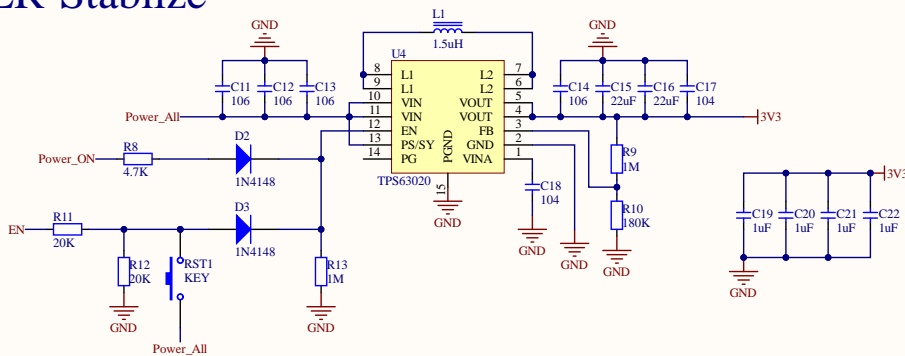 ER Stabilize
GND
L1
1.5uH
GND
U4
8 L1 L2 7
9 L1 L2 6
10 VIN VOUT 5
11 VIN VOUT 4
12 EN FB 3
13 PS/SY GND 2
14 PG VINA 1
PGND
15
TPS63020
GND
C11
106
C12
106
C13
106
C14
106
C15
22uF
C16
22uF
C17
104
Power_All
3V3
Power_ON
R8
4.7K
D2
1N4148
R9
1M
C18
104
GND
GND
R10
180K
GND
3V3
C19
1uF
C20
1uF
C21
1uF
C22
1uF
GND
EN
R11
20K
D3
1N4148
R12
20K
GND
RST1
KEY
R13
1M
GND
Power_All